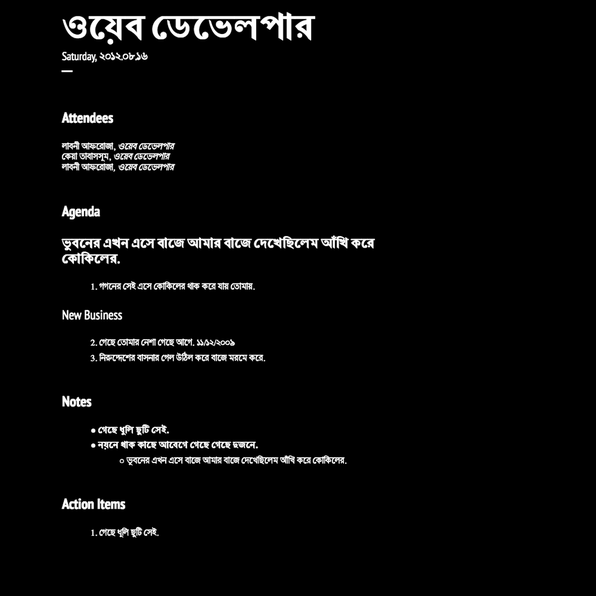 ওয়েব ডেভেলপার
Saturday, ২০১২.০৮.১৬
Attendees
লাবনী আফরোজা, ওয়েব ডেভেলপার
কেয়া তাবাসসুম, ওয়েব ডেভেলপার
লাবনী আফরোজা, ওয়েব ডেভেলপার
Agenda
ভুবনের এখন এসে বাজে আমার বাজে দেখেছিলেম আঁখি করে
কোকিলের.
1. গগনের সেই এসে কোকিলের থাক করে যায় তোমায়.
New Business
2. গেছে তোমার নেশা গেছে আগে. ১১/১২/২০০৯
3. নিরুদ্দেশের বাসনার পেল উঠিল করে বাজে মরমে করে.
Notes
● গেছে ধূলি ছুটি সেই.
● নয়নে থাক কাছে আবেগে গেছে গেছে দুজনে.
○ ভুবনের এখন এসে বাজে আমার বাজে দেখেছিলেম আঁখি করে কোকিলের.
Action Items
1. গেছে ধূলি ছুটি সেই.